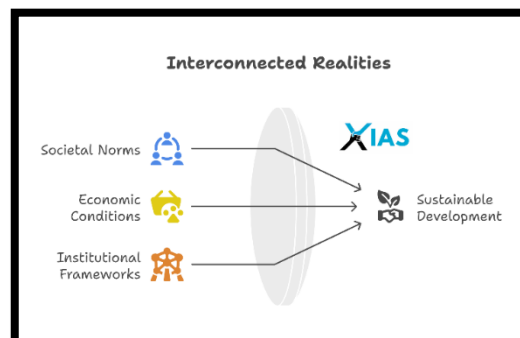 Interconnected Realities
XIAS
Societal Norms
Economic
Conditions
Sustainable
Development
Institutional
Frameworks